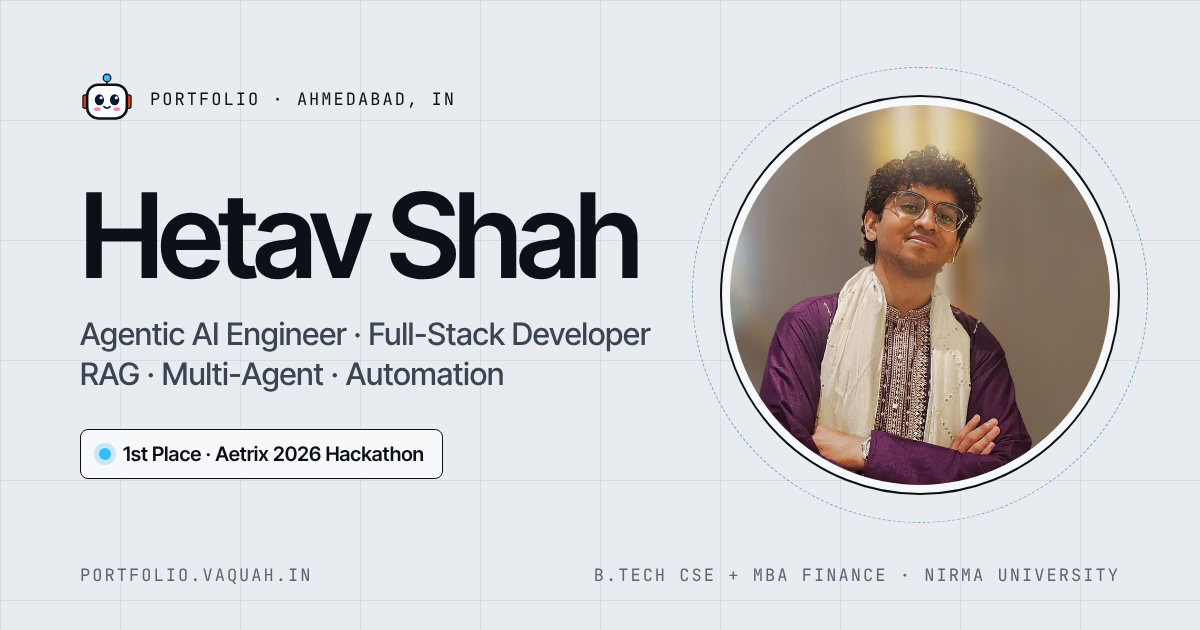 PORTFOLIO · AHMEDABAD, IN
Hetav Shah
Agentic AI Engineer · Full-Stack Developer
RAG · Multi-Agent · Automation
1st Place · Aetrix 2026 Hackathon
PORTFOLIO.VAQUAH.IN
B.TECH CSE + MBA FINANCE · NIRMA UNIVERSITY